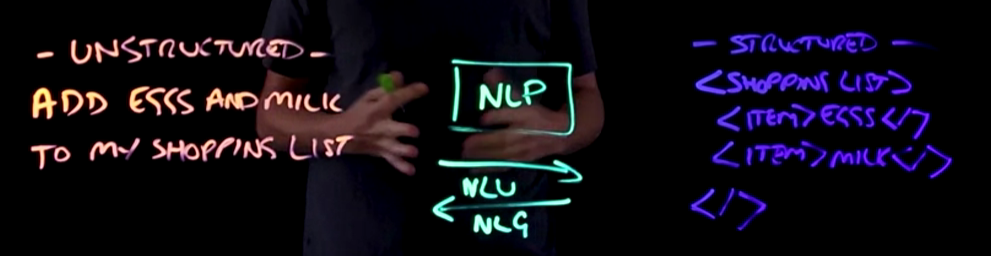 - UNSTRUCTURED -
ADD EGGS AND MILK
TO MY SHOPPING LIST
NLP
NLU
NLG
- STRUCTURED -
<SHOPPING LIST>
<ITEM>EGGS</>
<ITEM>MILK</>
</>